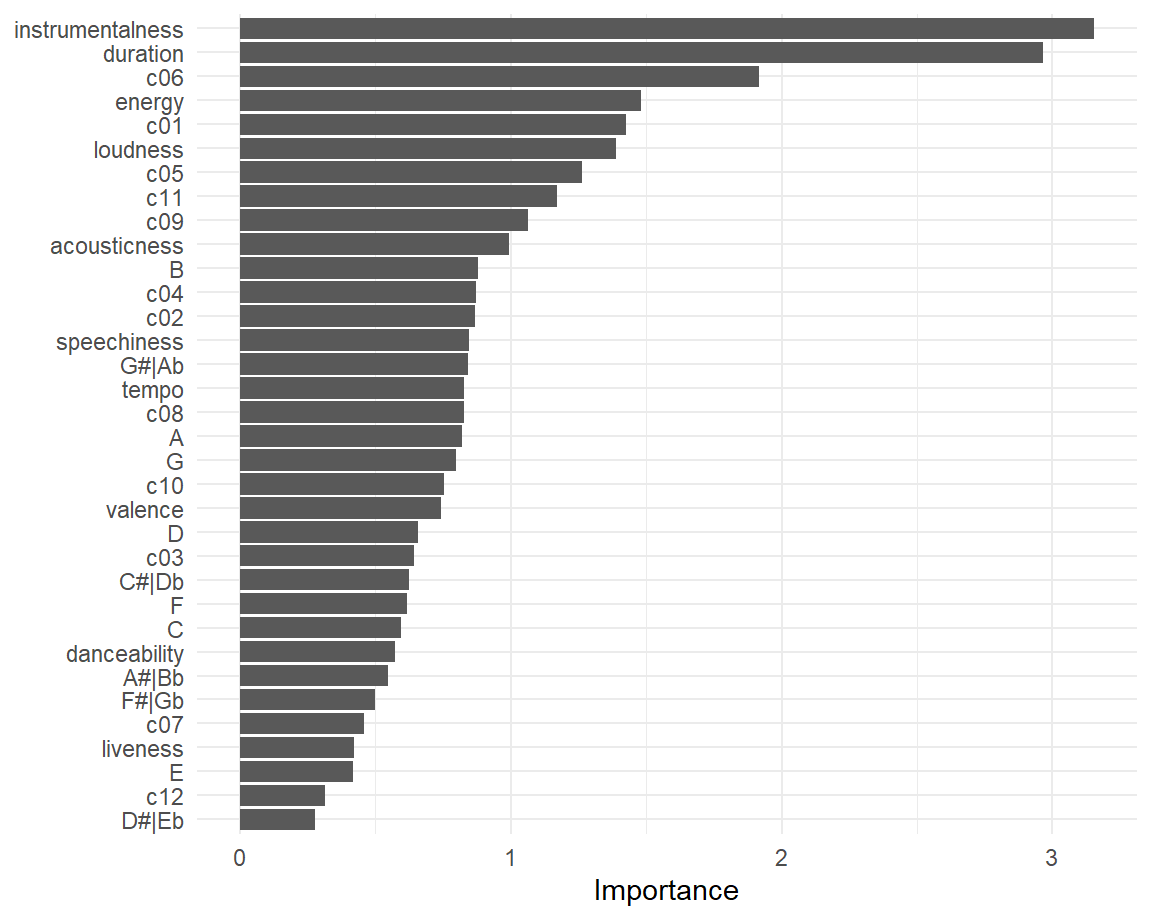 instrumentalness
duration
c06
energy
c01
loudness
c05
c11
c09
acousticness
B
c04
c02
speechiness
G#|Ab
tempo
c08
A
G
c10
valence
D
c03
C#|Db
F
C
danceability
A#|Bb
F#|Gb
c07
liveness
E
c12
D#|Eb
0 1 2 3
Importance